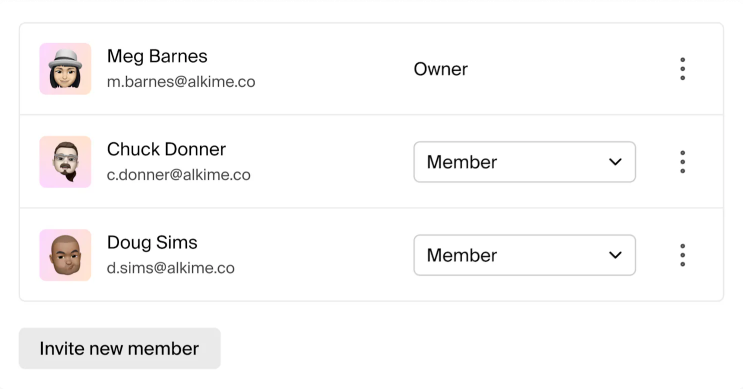 Meg Barnes
m.barnes@alkime.co
Owner
Chuck Donner
c.donner@alkime.co
Member
Doug Sims
d.sims@alkime.co
Member
Invite new member